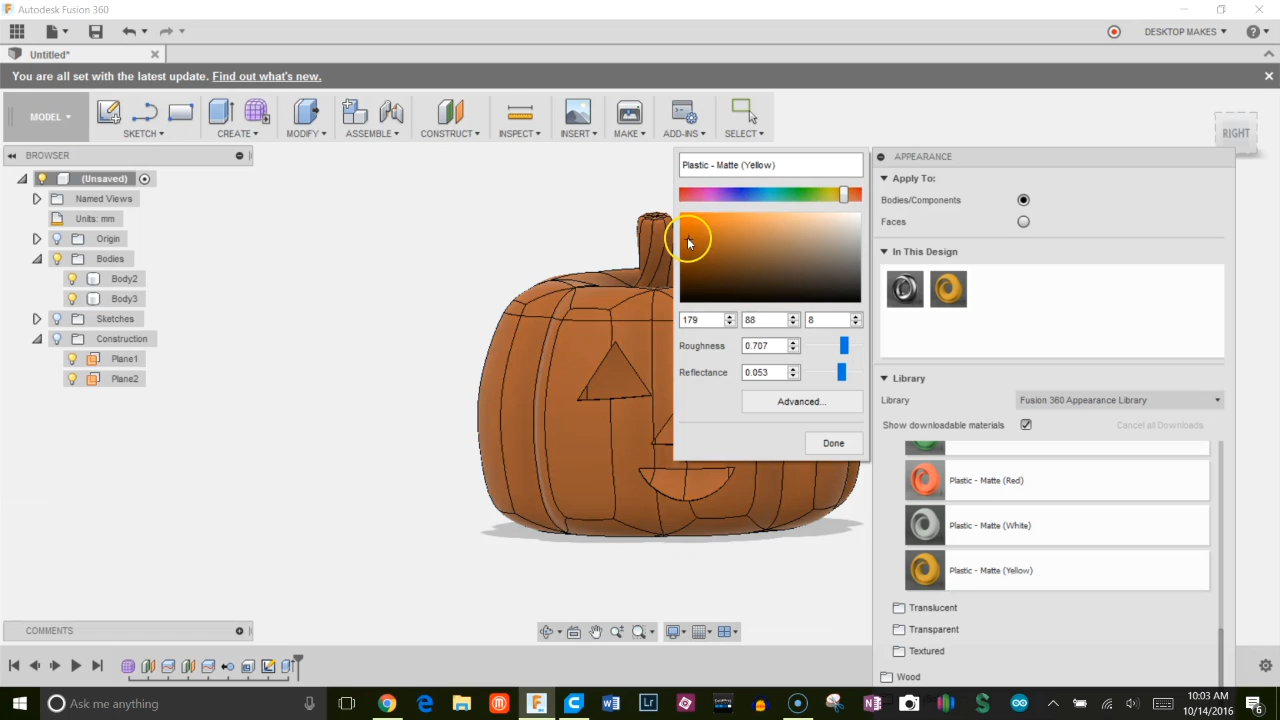 Autodesk Fusion 360
DESKTOP MAKES
Untitled*
You are all set with the latest update. Find out what's new.
MODEL
SKETCH
CREATE
MODIFY
ASSEMBLE
CONSTRUCT
INSPECT
INSERT
MAKE
ADD-INS
SELECT
RIGHT
BROWSER
(Unsaved)
Named Views
Units: mm
Origin
Bodies
Body2
Body3
Sketches
Construction
Plane1
Plane2
Plastic - Matte (Yellow)
179 88 8
Roughness 0.707
Reflectance 0.053
Advanced...
Done
APPEARANCE
Apply To:
Bodies/Components
Faces
In This Design
Library
Library Fusion 360 Appearance Library
Show downloadable materials Cancel all Downloads
Plastic - Matte (Red)
Plastic - Matte (White)
Plastic - Matte (Yellow)
Translucent
Transparent
Textured
Wood
COMMENTS
Ask me anything
10:03 AM
10/14/2016
6